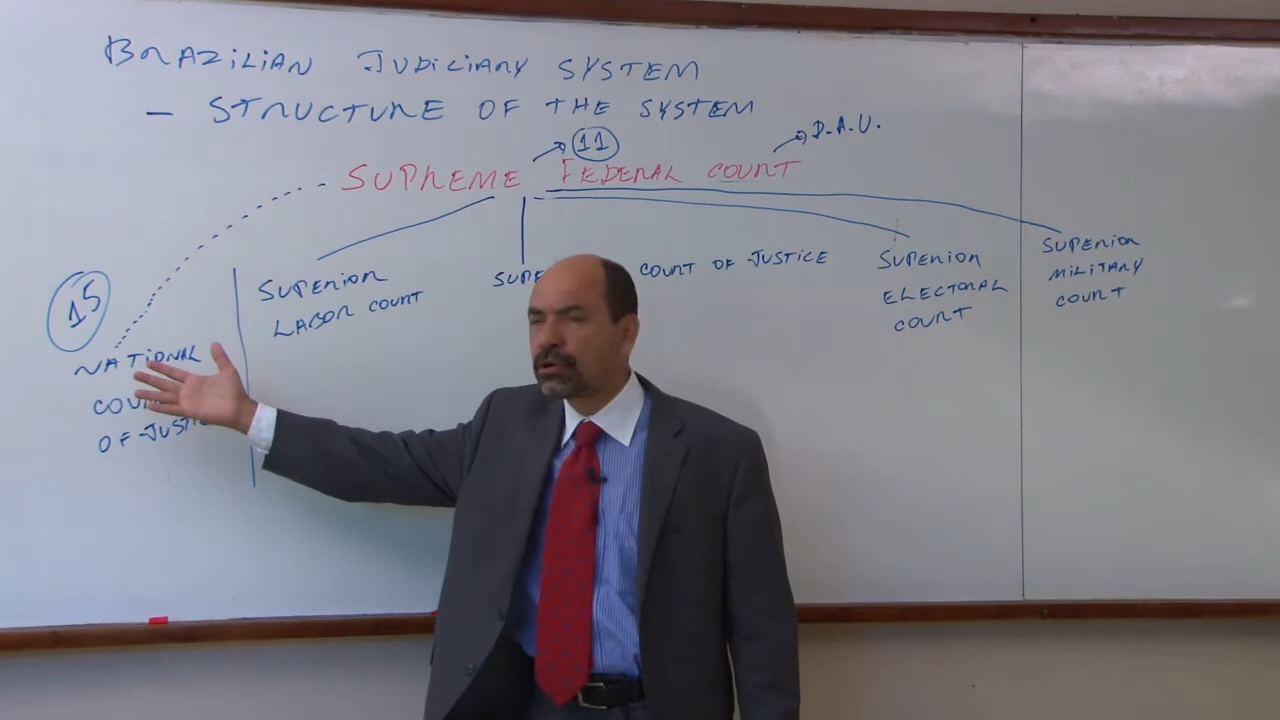 BRAZILIAN JUDICIARY SYSTEM
- STRUCTURE OF THE SYSTEM
11
D.A.U.
SUPREME FEDERAL COURT
SUPERIOR
LABOR COURT
COURT OF JUSTICE
SUPERIOR
ELECTORAL
COURT
SUPERIOR
MILITARY
COURT
15
NATIONAL
OF JUSTICE